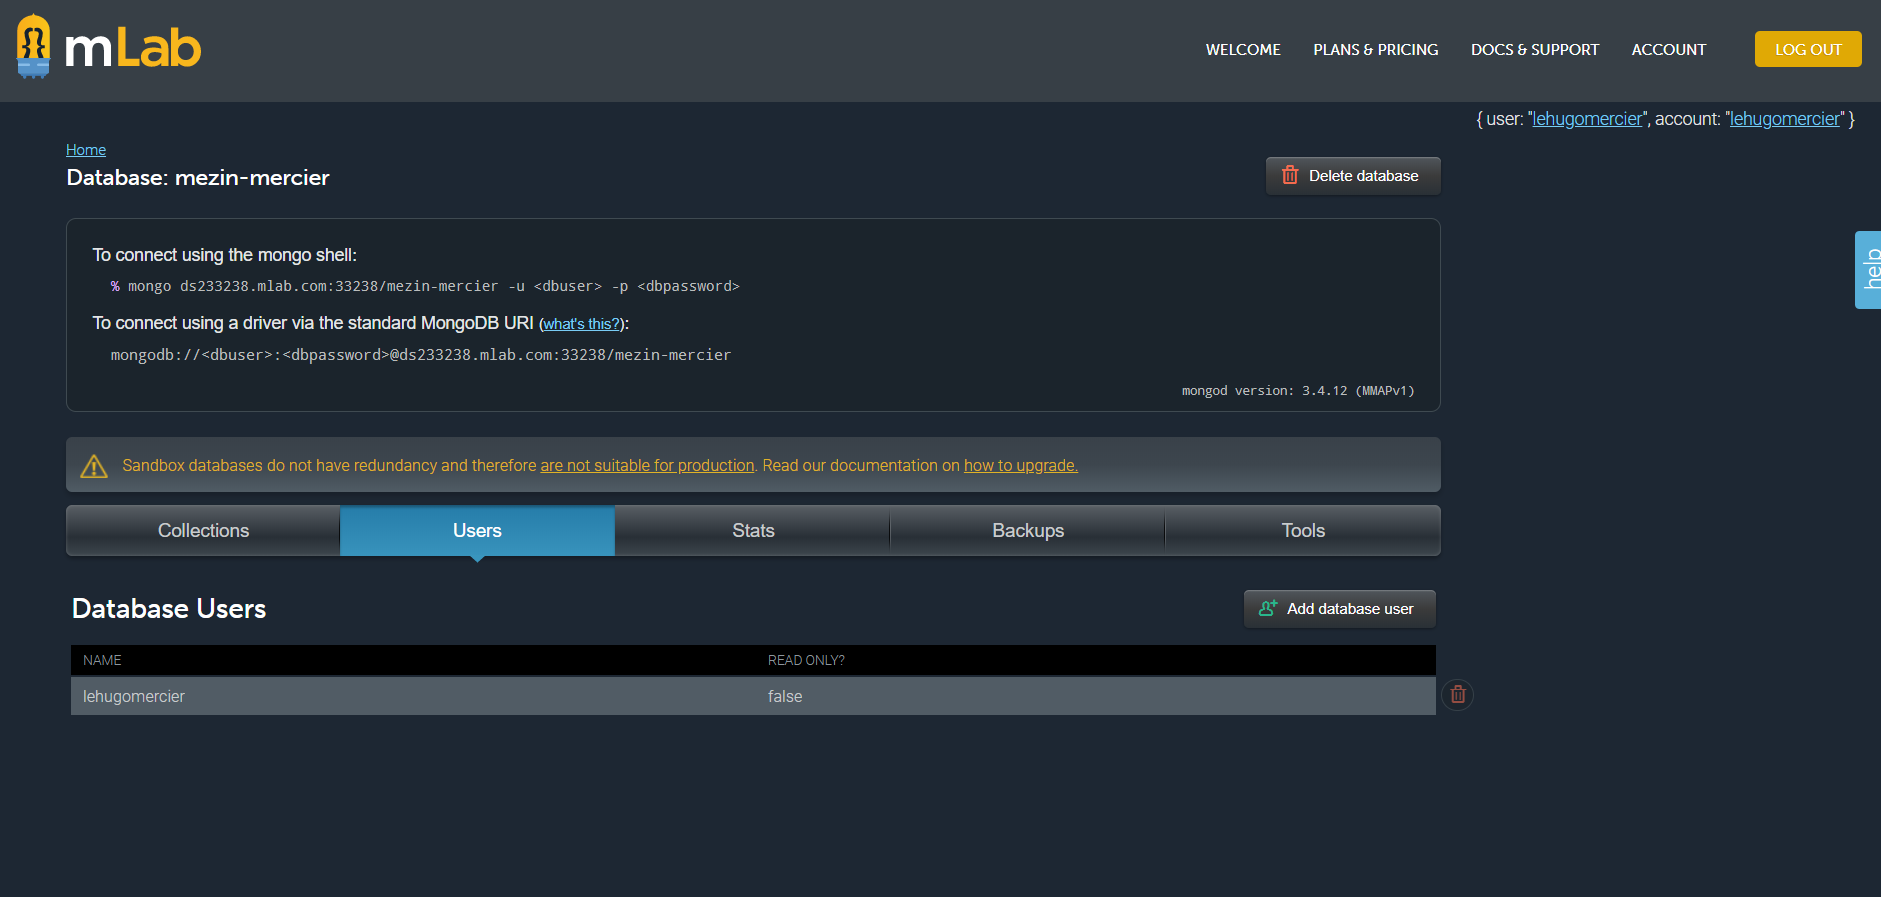 mLab
WELCOME PLANS & PRICING DOCS & SUPPORT ACCOUNT LOG OUT
{ user: "lehugomercier", account: "lehugomercier" }
Home
Database: mezin-mercier
Delete database
help
To connect using the mongo shell:
% mongo ds233238.mlab.com:33238/mezin-mercier -u <dbuser> -p <dbpassword>
To connect using a driver via the standard MongoDB URI (what's this?):
mongodb://<dbuser>:<dbpassword>@ds233238.mlab.com:33238/mezin-mercier
mongod version: 3.4.12 (MMAPv1)
Sandbox databases do not have redundancy and therefore are not suitable for production. Read our documentation on how to upgrade.
Collections Users Stats Backups Tools
Database Users
Add database user
NAME READ ONLY?
lehugomercier false